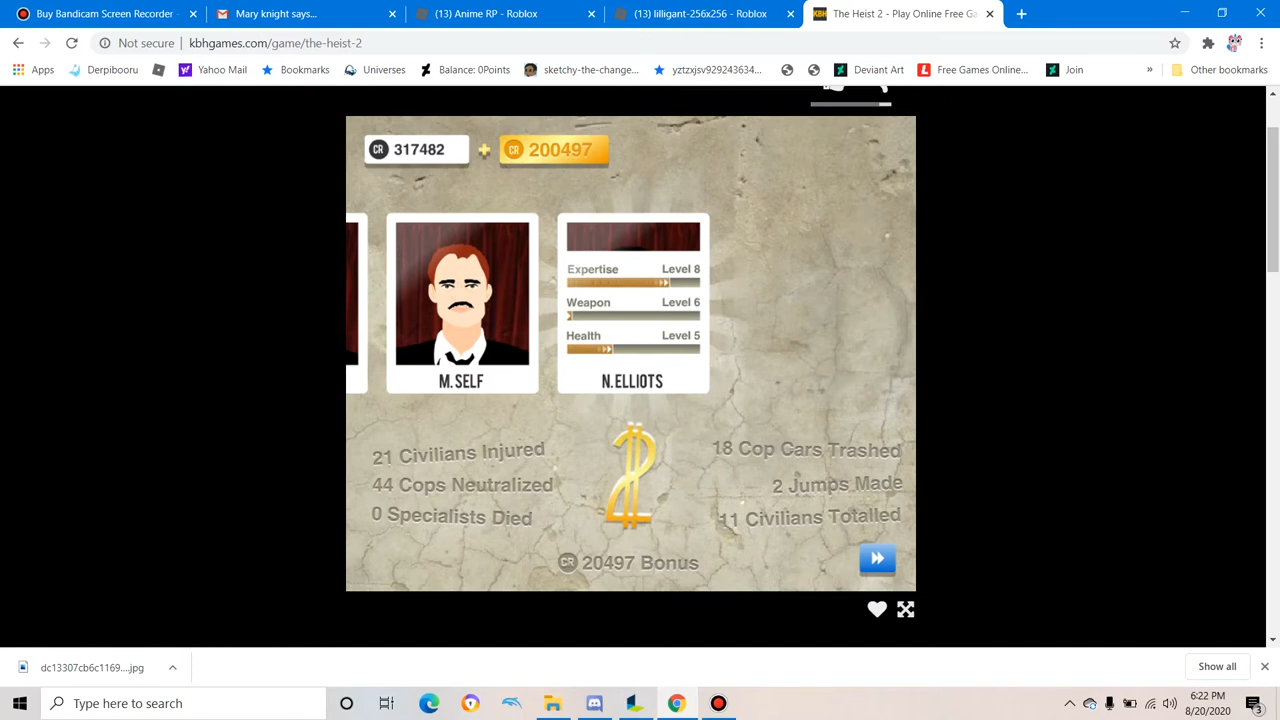 Buy Bandicam Screen Recorder
Mary knight says...
(13) Anime RP - Roblox
(13) lilligant-256x256 - Roblox
KBH
The Heist 2 - Play Online Free Ga
Not secure
kbhgames.com/game/the-heist-2
Apps
Derpibooru
Yahoo Mail
Bookmarks
Universes
Balance: 0Points
sketchy-the-change...
yztzxjsv929243634...
Deviant Art
Free Games Online...
Join
»
Other bookmarks
CR 317482 + CR 200497
Expertise Level 8
Weapon Level 6
Health Level 5
M. SELF
N. ELLIOTS
21 Civilians Injured
44 Cops Neutralized
0 Specialists Died
18 Cop Cars Trashed
2 Jumps Made
11 Civilians Totalled
CR 20497 Bonus
dc13307cb6c1169....jpg
Show all
Type here to search
6:22 PM
8/20/2020
3